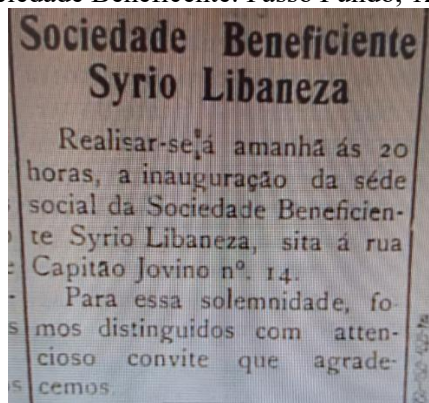 Sociedade Beneficiente
Syrio Libaneza
Realisar-se-á amanhã ás 20
horas, a inauguração da séde
social da Sociedade Beneficien-
te Syrio Libaneza, sita á rua
Capitão Jovino nº. 14.
Para essa solemnidade, fo
mos distinguidos com atten-
cioso convite que agrade-
cemos.